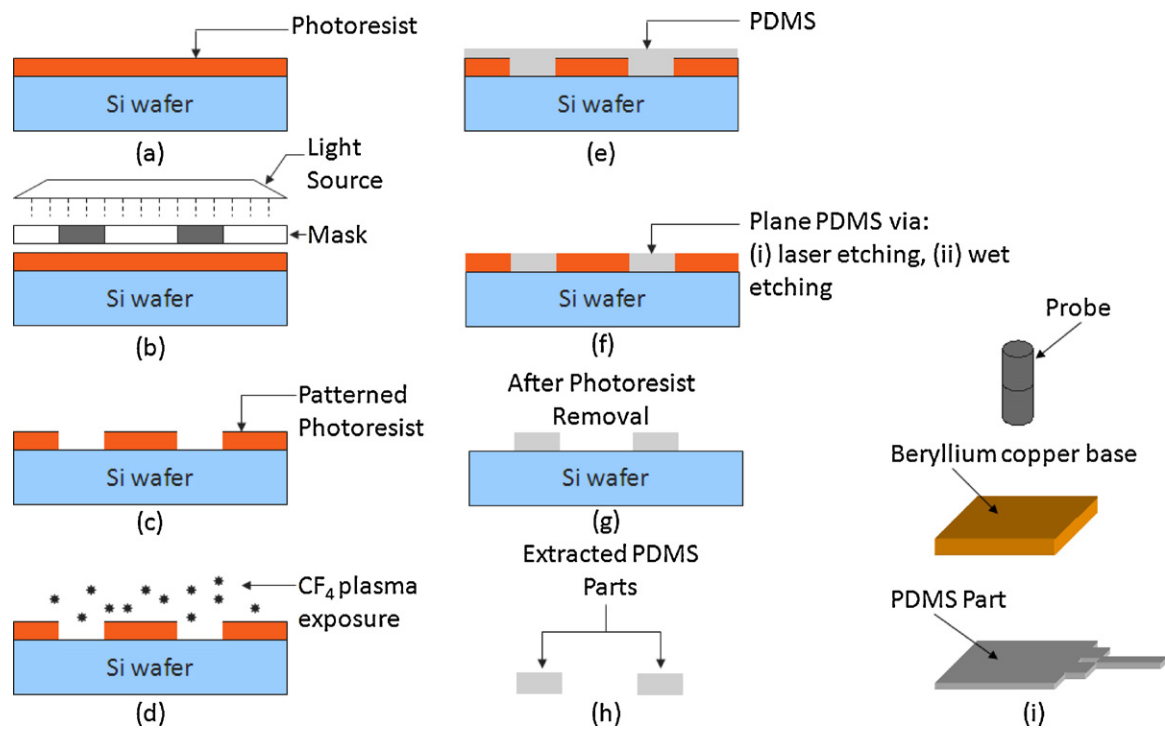 Photoresist
Si wafer
(a)
Light
Source
Mask
Si wafer
(b)
Patterned
Photoresist
Si wafer
(c)
CF4 plasma
exposure
Si wafer
(d)
PDMS
Si wafer
(e)
Plane PDMS via:
(i) laser etching, (ii) wet
etching
Si wafer
(f)
After Photoresist
Removal
Si wafer
(g)
Extracted PDMS
Parts
(h)
Probe
Beryllium copper base
PDMS Part
(i)